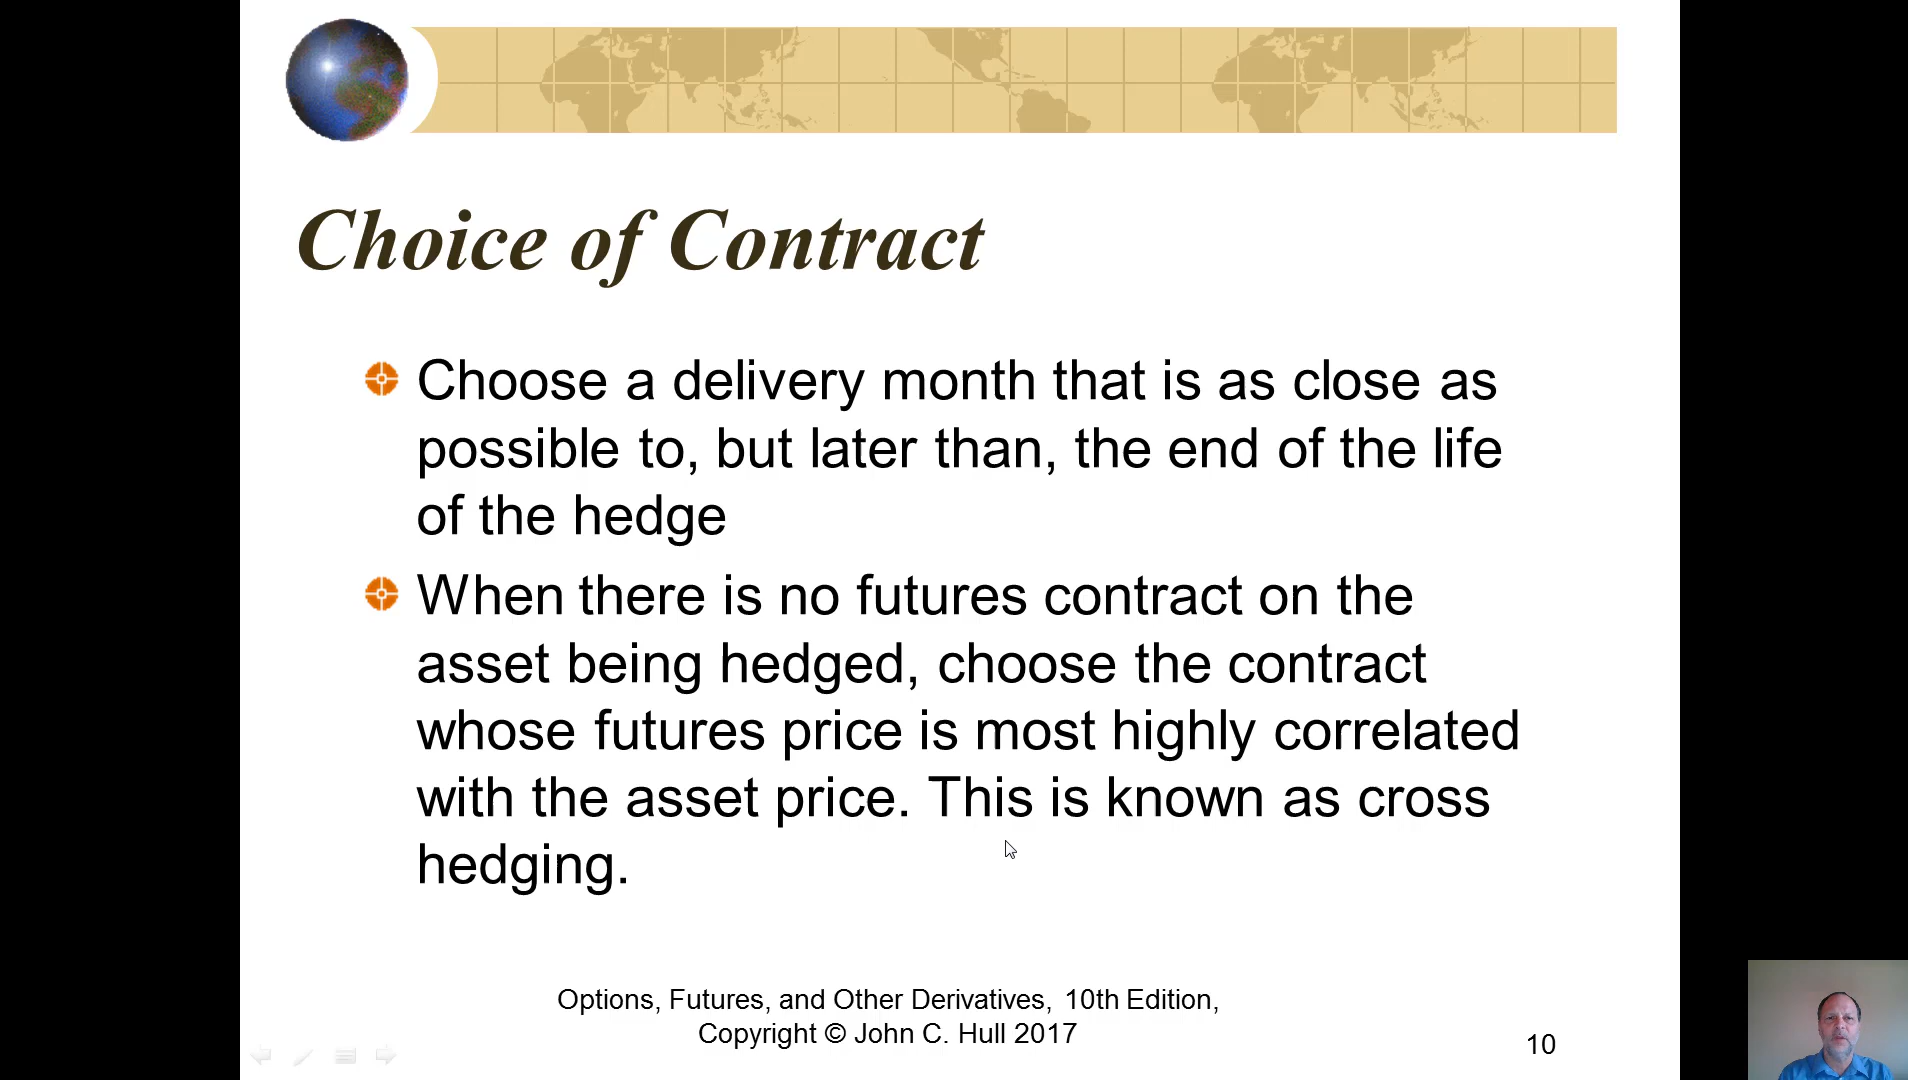 Choice of Contract
Choose a delivery month that is as close as
possible to, but later than, the end of the life
of the hedge
When there is no futures contract on the
asset being hedged, choose the contract
whose futures price is most highly correlated
with the asset price. This is known as cross
hedging.
Options, Futures, and Other Derivatives, 10th Edition,
Copyright © John C. Hull 2017
10